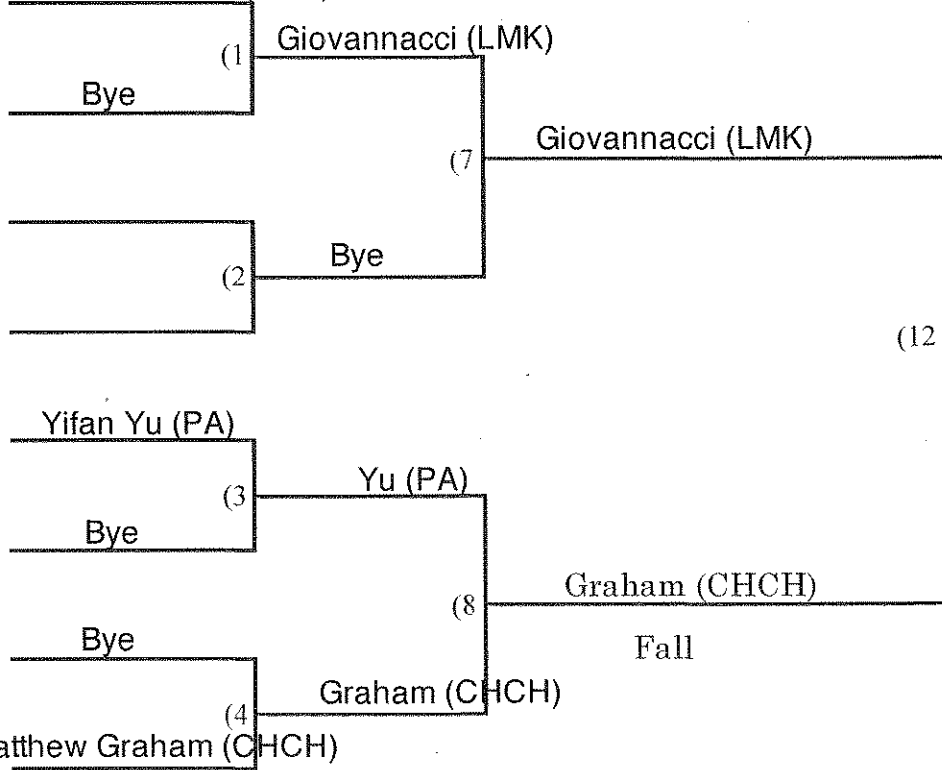 (1
Giovannacci (LMK)
Bye
(7
Giovannacci (LMK)
(2
Bye
(12
Yifan Yu (PA)
(3
Yu (PA)
Bye
(8
Graham (CHCH)
Fall
Bye
(4
Graham (CHCH)
atthew Graham (CHCH)